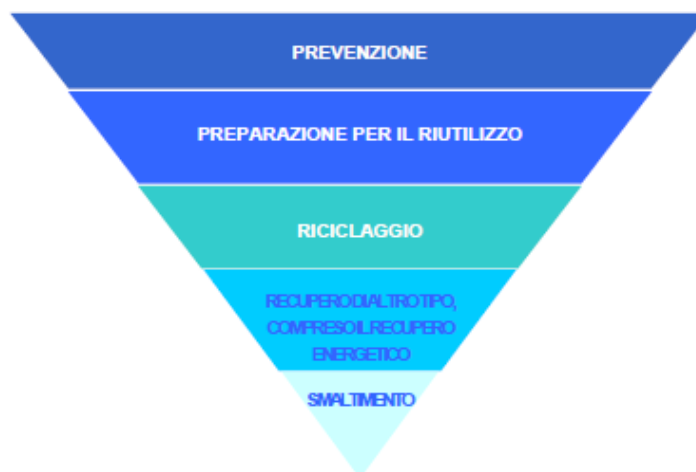 PREVENZIONE
PREPARAZIONE PER IL RIUTILIZZO
RICICLAGGIO
RECUPERO DI ALTRO TIPO,
COMPRESO IL RECUPERO
ENERGETICO
SMALTIMENTO